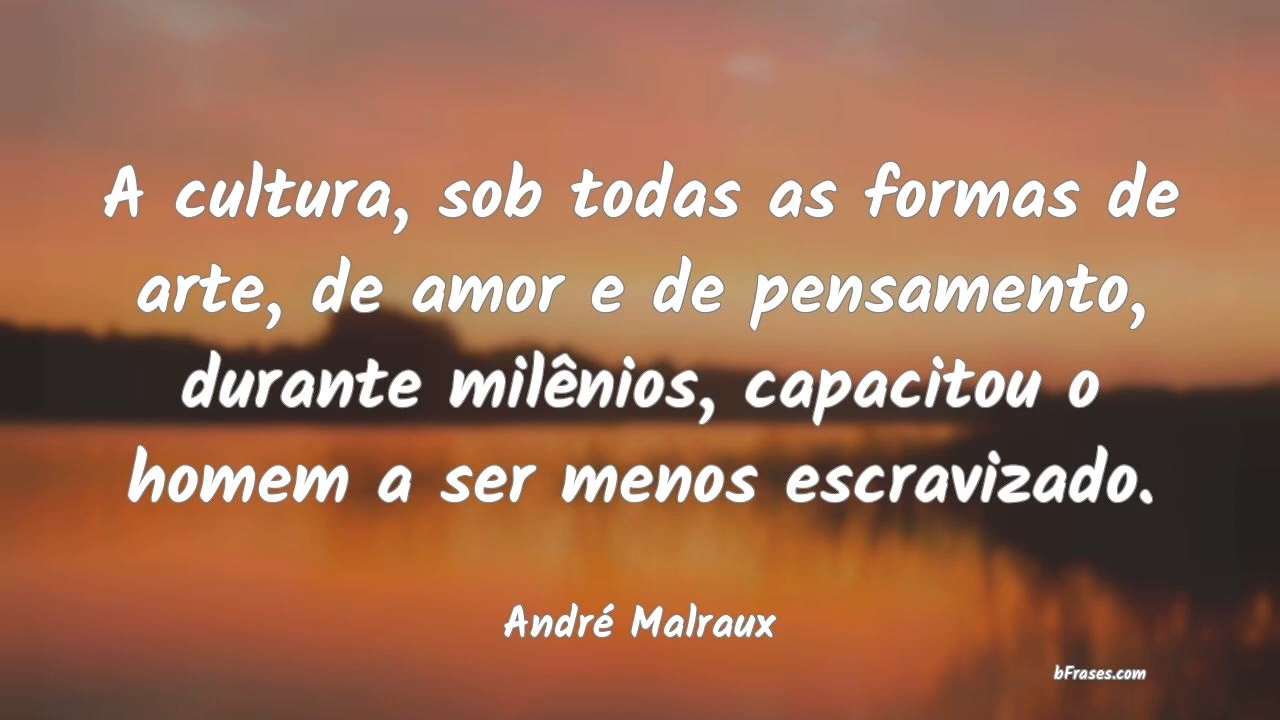 A cultura, sob todas as formas de
arte, de amor e de pensamento,
durante milênios, capacitou o
homem a ser menos escravizado.
André Malraux
bFrases.com